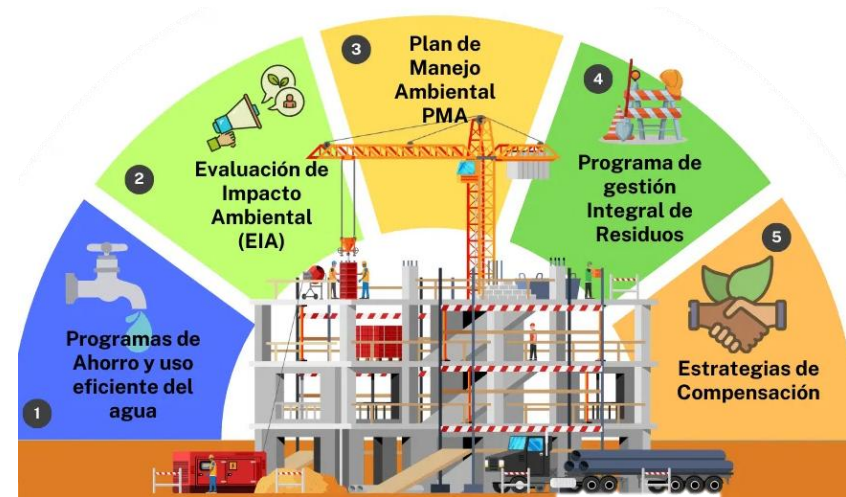 1
Programas de
Ahorro y uso
eficiente del
agua
2
Evaluación de
Impacto
Ambiental
(EIA)
3
Plan de
Manejo
Ambiental
PMA
4
Programa de
gestión
Integral de
Residuos
5
Estrategias de
Compensación